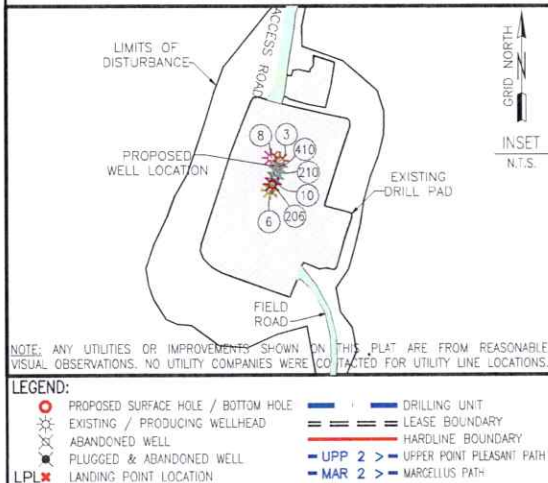 ACCESS ROAD
LIMITS OF
DISTURBANCE
GRID NORTH
INSET
N.T.S.
8
3
410
PROPOSED
WELL LOCATION
210
EXISTING
DRILL PAD
10
206
6
FIELD
ROAD
NOTE: ANY UTILITIES OR IMPROVEMENTS SHOWN ON THIS PLAT ARE FROM REASONABLE
VISUAL OBSERVATIONS. NO UTILITY COMPANIES WERE CONTACTED FOR UTILITY LINE LOCATIONS.
LEGEND:
PROPOSED SURFACE HOLE / BOTTOM HOLE
EXISTING / PRODUCING WELLHEAD
ABANDONED WELL
PLUGGED & ABANDONED WELL
LPL LANDING POINT LOCATION
DRILLING UNIT
LEASE BOUNDARY
HARDLINE BOUNDARY
UPP 2 > UPPER POINT PLEASANT PATH
MAR 2 > MARCELLUS PATH